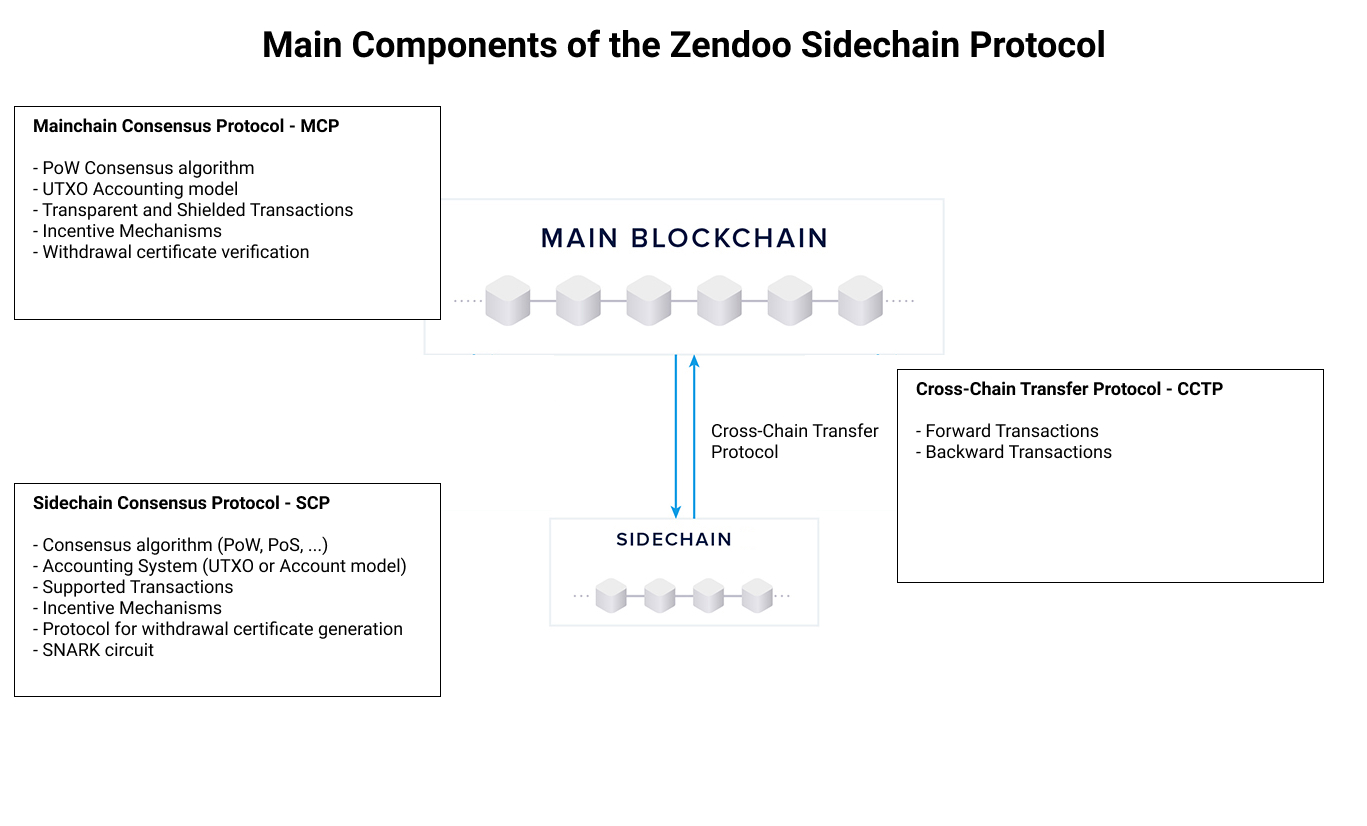 Main Components of the Zendoo Sidechain Protocol
Mainchain Consensus Protocol - MCP
- PoW Consensus algorithm
- UTXO Accounting model
- Transparent and Shielded Transactions
- Incentive Mechanisms
- Withdrawal certificate verification
MAIN BLOCKCHAIN
Cross-Chain Transfer
Protocol
Cross-Chain Transfer Protocol - CCTP
- Forward Transactions
- Backward Transactions
Sidechain Consensus Protocol - SCP
- Consensus algorithm (PoW, PoS, ...)
- Accounting System (UTXO or Account model)
- Supported Transactions
- Incentive Mechanisms
- Protocol for withdrawal certificate generation
- SNARK circuit
SIDECHAIN